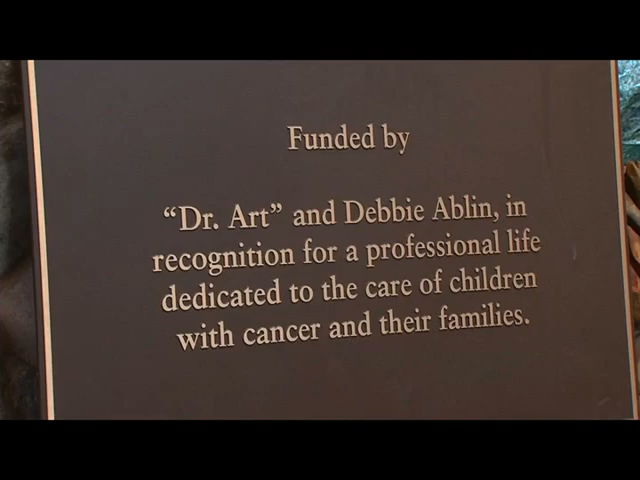 Funded by
“Dr. Art” and Debbie Ablin, in
recognition for a professional life
dedicated to the care of children
with cancer and their families.